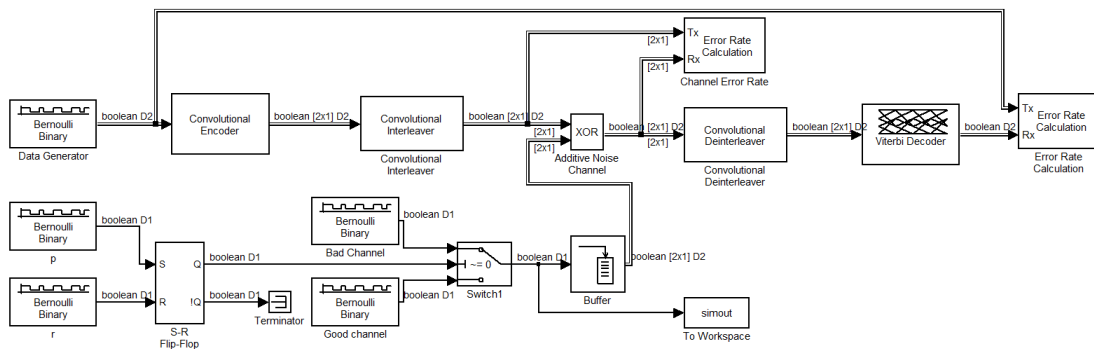 Tx
Rx
Error Rate
Calculation
[2x1]
[2x1]
Channel Error Rate
Bernoulli
Binary
Data Generator
boolean D2
Convolutional
Encoder
boolean [2x1] D2
Convolutional
Interleaver
Convolutional
Interleaver
boolean [2x1] D2
[2x1]
[2x1]
XOR
Additive Noise
Channel
boolean [2x1] D2
[2x1]
Convolutional
Deinterleaver
Convolutional
Deinterleaver
boolean [2x1] D2
Viterbi Decoder
boolean D2
Tx
Rx
Error Rate
Calculation
Error Rate
Calculation
Bernoulli
Binary
p
boolean D1
Bernoulli
Binary
r
boolean D1
S
R
Q
!Q
S-R
Flip-Flop
boolean D1
boolean D1
Terminator
Bernoulli
Binary
Bad Channel
boolean D1
Bernoulli
Binary
Good channel
boolean D1
~= 0
Switch1
boolean D1
Buffer
boolean [2x1] D2
simout
To Workspace